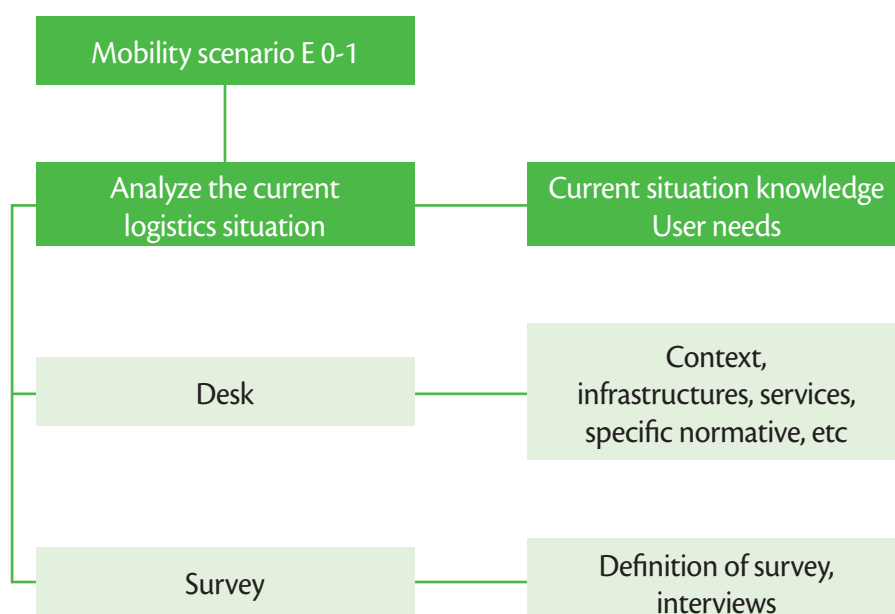 Mobility scenario E 0-1
Analyze the current
logistics situation
Current situation knowledge
User needs
Desk
Context,
infrastructures, services,
specific normative, etc
Survey
Definition of survey,
interviews